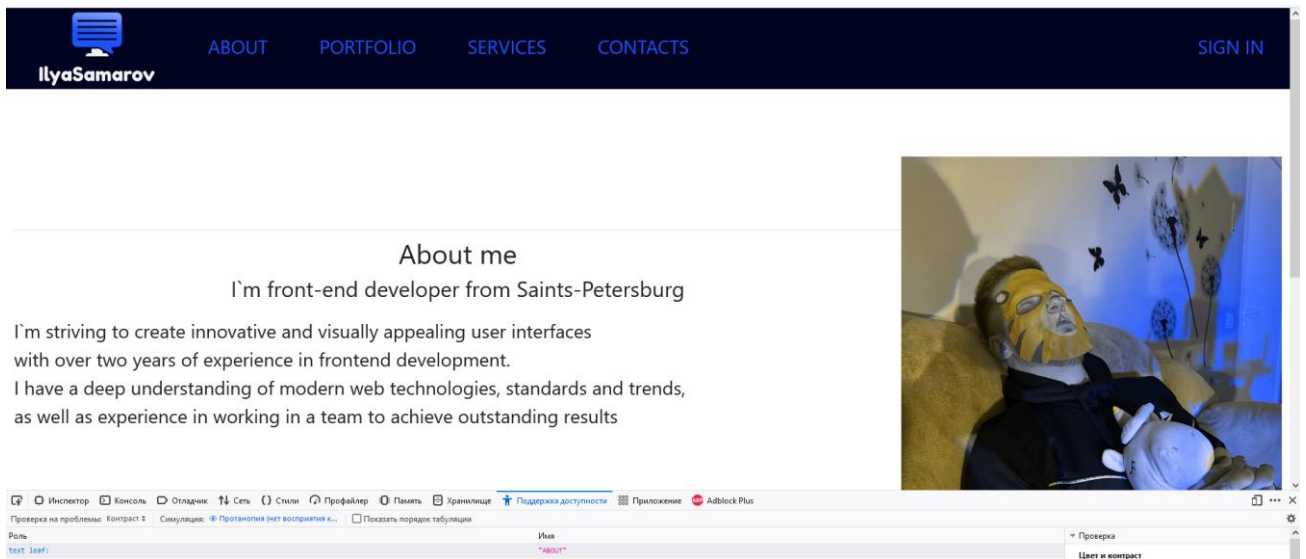 IlyaSamarov
ABOUT PORTFOLIO SERVICES CONTACTS SIGN IN
About me
I`m front-end developer from Saints-Petersburg
I`m striving to create innovative and visually appealing user interfaces
with over two years of experience in frontend development.
I have a deep understanding of modern web technologies, standards and trends,
as well as experience in working in a team to achieve outstanding results
Инспектор Консоль Отладчик Сеть Стили Профайлер Память Хранилище Поддержка доступности Приложение ABP Adblock Plus
Проверка на проблемы: Контраст Симуляция: Протанопия (нет восприятия к... Показать порядок табуляции
Роль Имя Проверка
text leaf: "ABOUT" Цвет и контраст